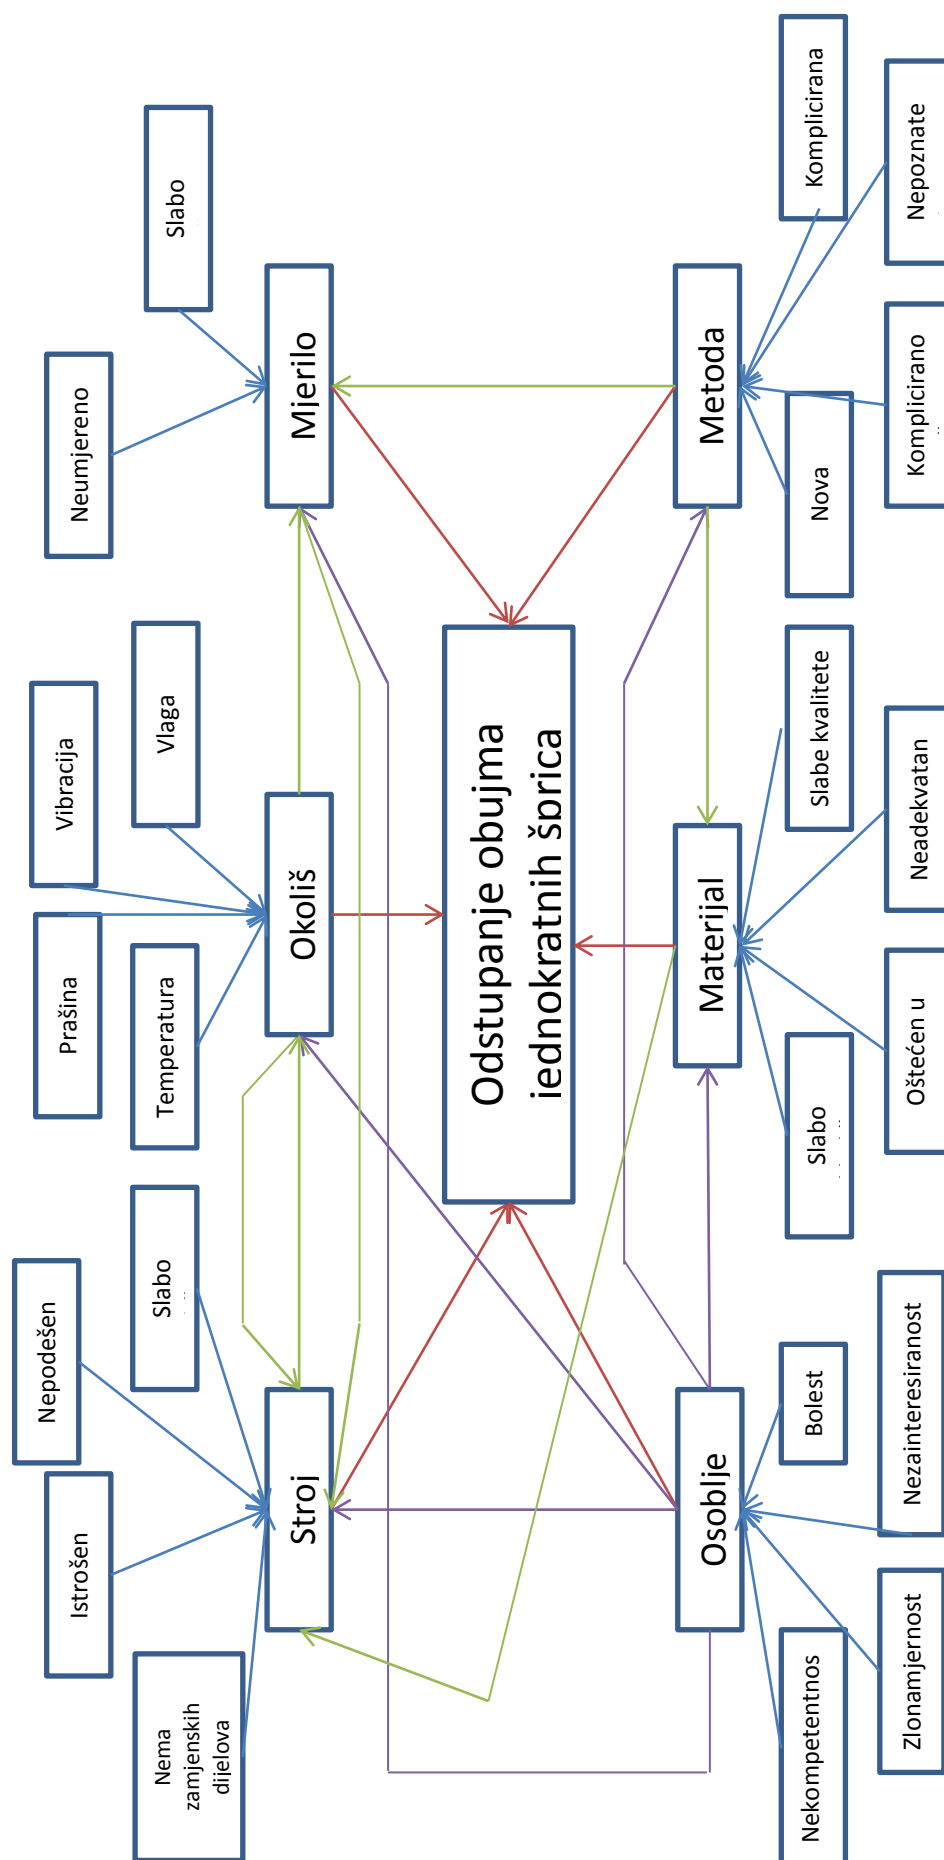 Istrošen
Nepodešen
Prašina
Vibracija
Neumjereno
Nema
zamjenskih
dijelova
Slabo
Temperatura
Vlaga
Slabo
Stroj
Okoliš
Mjerilo
Odstupanje obujma
jednokratnih šprica
Osoblje
Materijal
Metoda
Nekompetentnos
Bolest
Slabo
Slabe kvalitete
Nova
Komplicirana
Zlonamjernost
Nezainteresiranost
Oštećen u
Neadekvatan
Komplicirano
Nepoznate